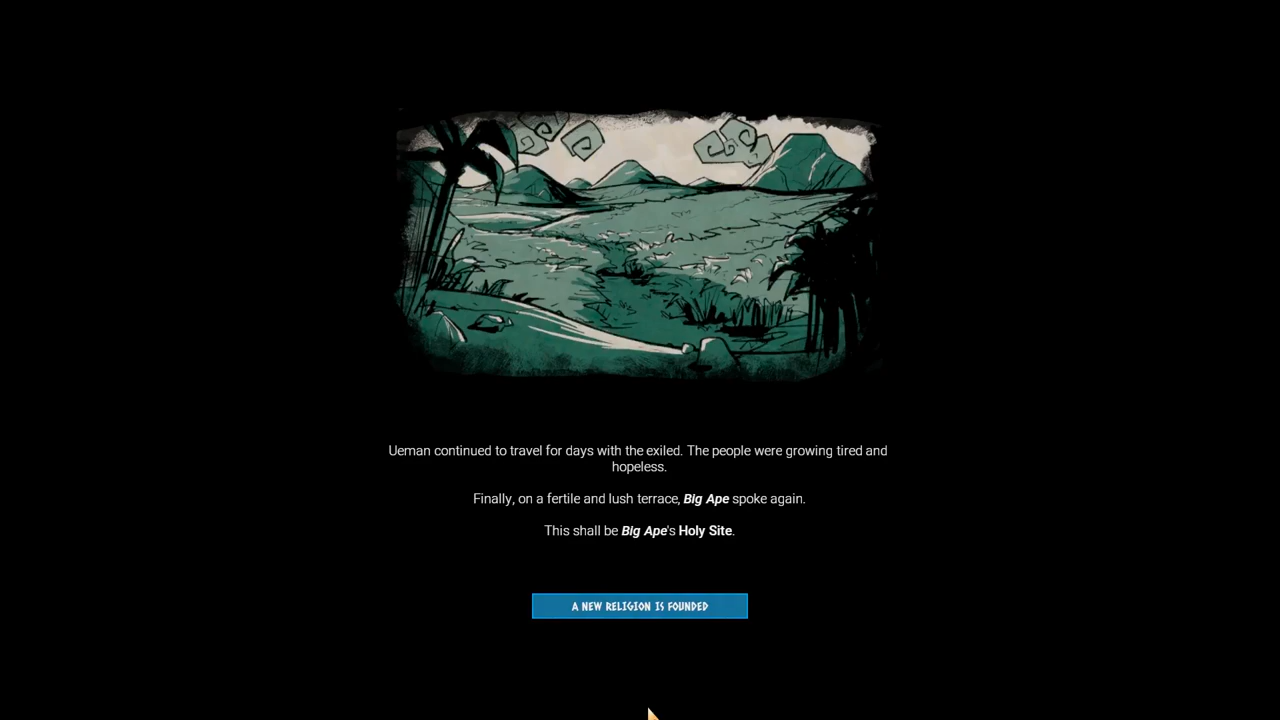 Ueman continued to travel for days with the exiled. The people were growing tired and
hopeless.
Finally, on a fertile and lush terrace, Big Ape spoke again.
This shall be Big Ape's Holy Site.
A NEW RELIGION IS FOUNDED